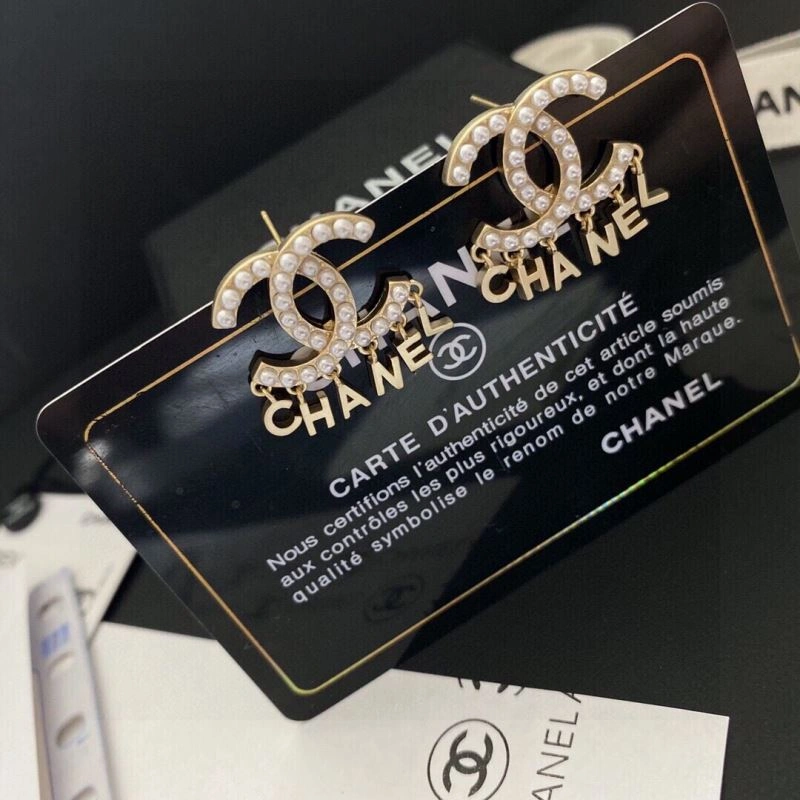 CHANEL
CHANEL
CHANEL
CHANEL
CARTE D'AUTHENTICITÉ
Nous certifions l'authenticité de cet article soumis
aux contrôles les plus rigoureux, et dont la haute
qualité symbolise le renom de notre Marque.
CHANEL